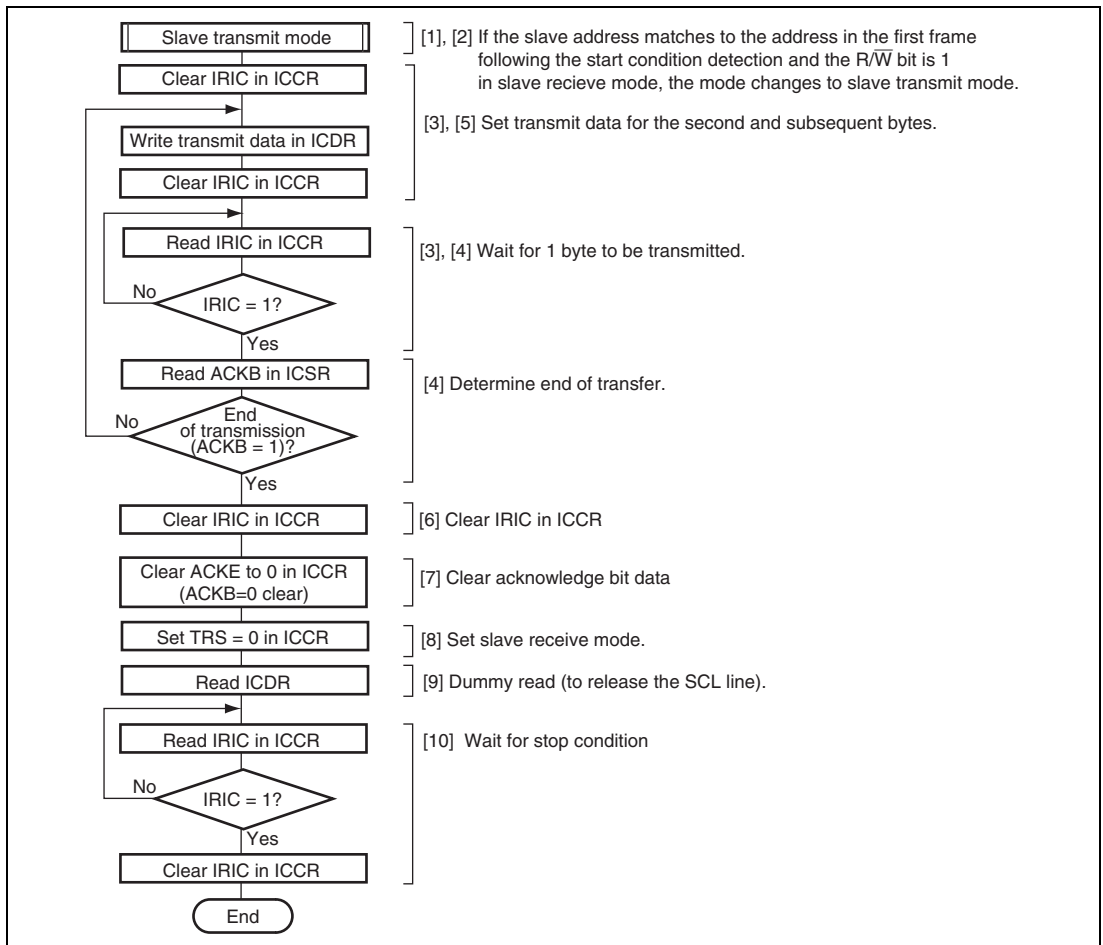 Slave transmit mode
[1], [2] If the slave address matches to the address in the first frame
following the start condition detection and the R/W̅ bit is 1
in slave recieve mode, the mode changes to slave transmit mode.
Clear IRIC in ICCR
[3], [5] Set transmit data for the second and subsequent bytes.
Write transmit data in ICDR
Clear IRIC in ICCR
Read IRIC in ICCR
[3], [4] Wait for 1 byte to be transmitted.
No
IRIC = 1?
Yes
Read ACKB in ICSR
[4] Determine end of transfer.
No
End
of transmission
(ACKB = 1)?
Yes
Clear IRIC in ICCR
[6] Clear IRIC in ICCR
Clear ACKE to 0 in ICCR
(ACKB=0 clear)
[7] Clear acknowledge bit data
Set TRS = 0 in ICCR
[8] Set slave receive mode.
Read ICDR
[9] Dummy read (to release the SCL line).
Read IRIC in ICCR
[10] Wait for stop condition
No
IRIC = 1?
Yes
Clear IRIC in ICCR
End